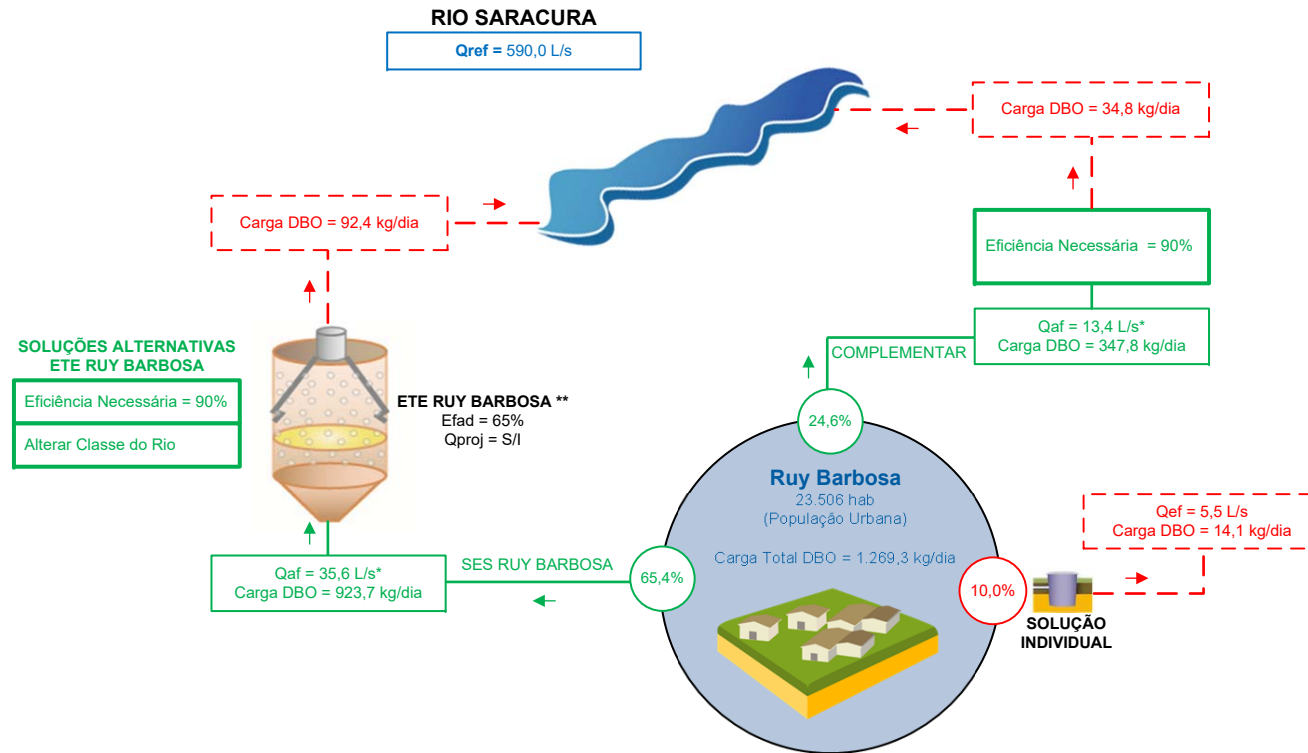 RIO SARACURA
Qref = 590,0 L/s
Carga DBO = 34,8 kg/dia
Carga DBO = 92,4 kg/dia
Eficiência Necessária = 90%
Qaf = 13,4 L/s*
Carga DBO = 347,8 kg/dia
COMPLEMENTAR
SOLUÇÕES ALTERNATIVAS
ETE RUY BARBOSA
Eficiência Necessária = 90%
Alterar Classe do Rio
ETE RUY BARBOSA **
Efad = 65%
Qproj = S/I
24,6%
Ruy Barbosa
23.506 hab
(População Urbana)
Carga Total DBO = 1.269,3 kg/dia
Qef = 5,5 L/s
Carga DBO = 14,1 kg/dia
SES RUY BARBOSA
Qaf = 35,6 L/s*
Carga DBO = 923,7 kg/dia
65,4%
10,0%
SOLUÇÃO
INDIVIDUAL